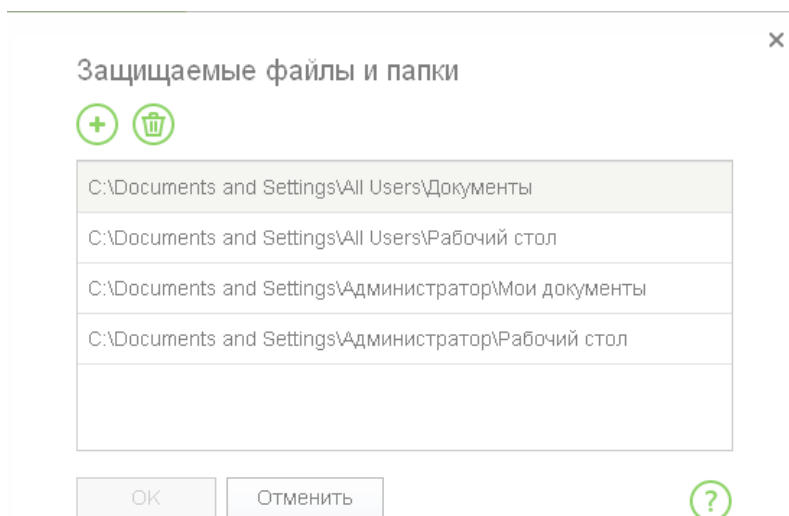 Защищаемые файлы и папки
C:\Documents and Settings\All Users\Документы
C:\Documents and Settings\All Users\Рабочий стол
C:\Documents and Settings\Администратор\Мои документы
C:\Documents and Settings\Администратор\Рабочий стол
OK Отменить ?